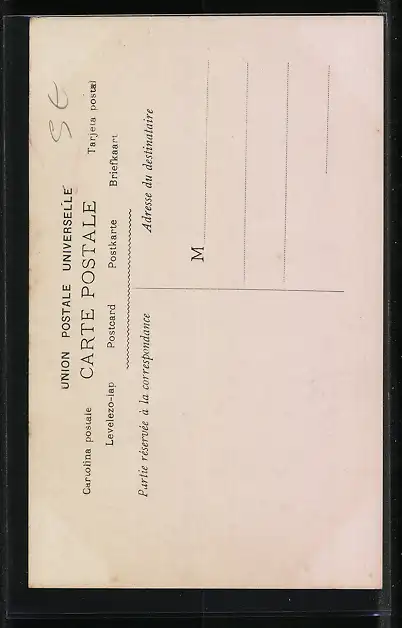 UNION POSTALE UNIVERSELLE
CARTE POSTALE
Cartolina postale Tarjeta postal
Levelezo-lap Postcard Postkarte Briefkaart
Partie réservée à la correspondance Adresse du destinataire
M